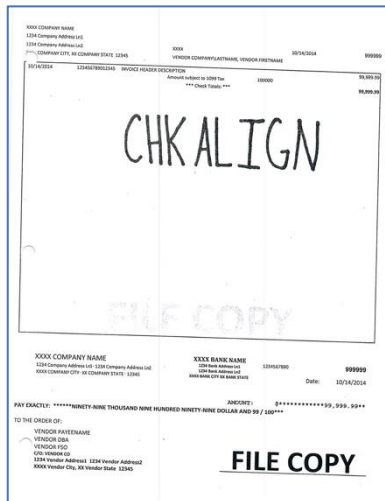 XXXX COMPANY NAME
1234 Company Address Ln1
1234 Company Address Ln2
COMPANY CITY, XX COMPANY STATE 12345
XXXX
VENDOR COMPANY(LASTNAME, VENDOR FIRSTNAME
10/14/2014
999999
10/14/2014 123456789012345 INVOICE HEADER DESCRIPTION 99,999.99
Amount subject to 1099 Tax 100000
*** Check Totals: *** 99,999.99
CHKALIGN
FILE COPY
XXXX COMPANY NAME
1234 Company Address Ln1 1234 Company Address Ln2
XXXX COMPANY CITY XX COMPANY STATE 12345
XXXX BANK NAME
1234 Bank Address Ln1
1234 Bank Address Ln2
XXXX BANK CITY XX BANK STATE
1234567890
999999
Date: 10/14/2014
AMOUNT: $************99,999.99**
PAY EXACTLY: ******NINETY-NINE THOUSAND NINE HUNDRED NINETY-NINE DOLLAR AND 99 / 100***
TO THE ORDER OF:
VENDOR PAYEENAME
VENDOR DBA
VENDOR FSO
C/O: VENDOR CO
1234 Vendor Address1 1234 Vendor Address2
XXXX Vendor City, XX Vendor State 12345
FILE COPY